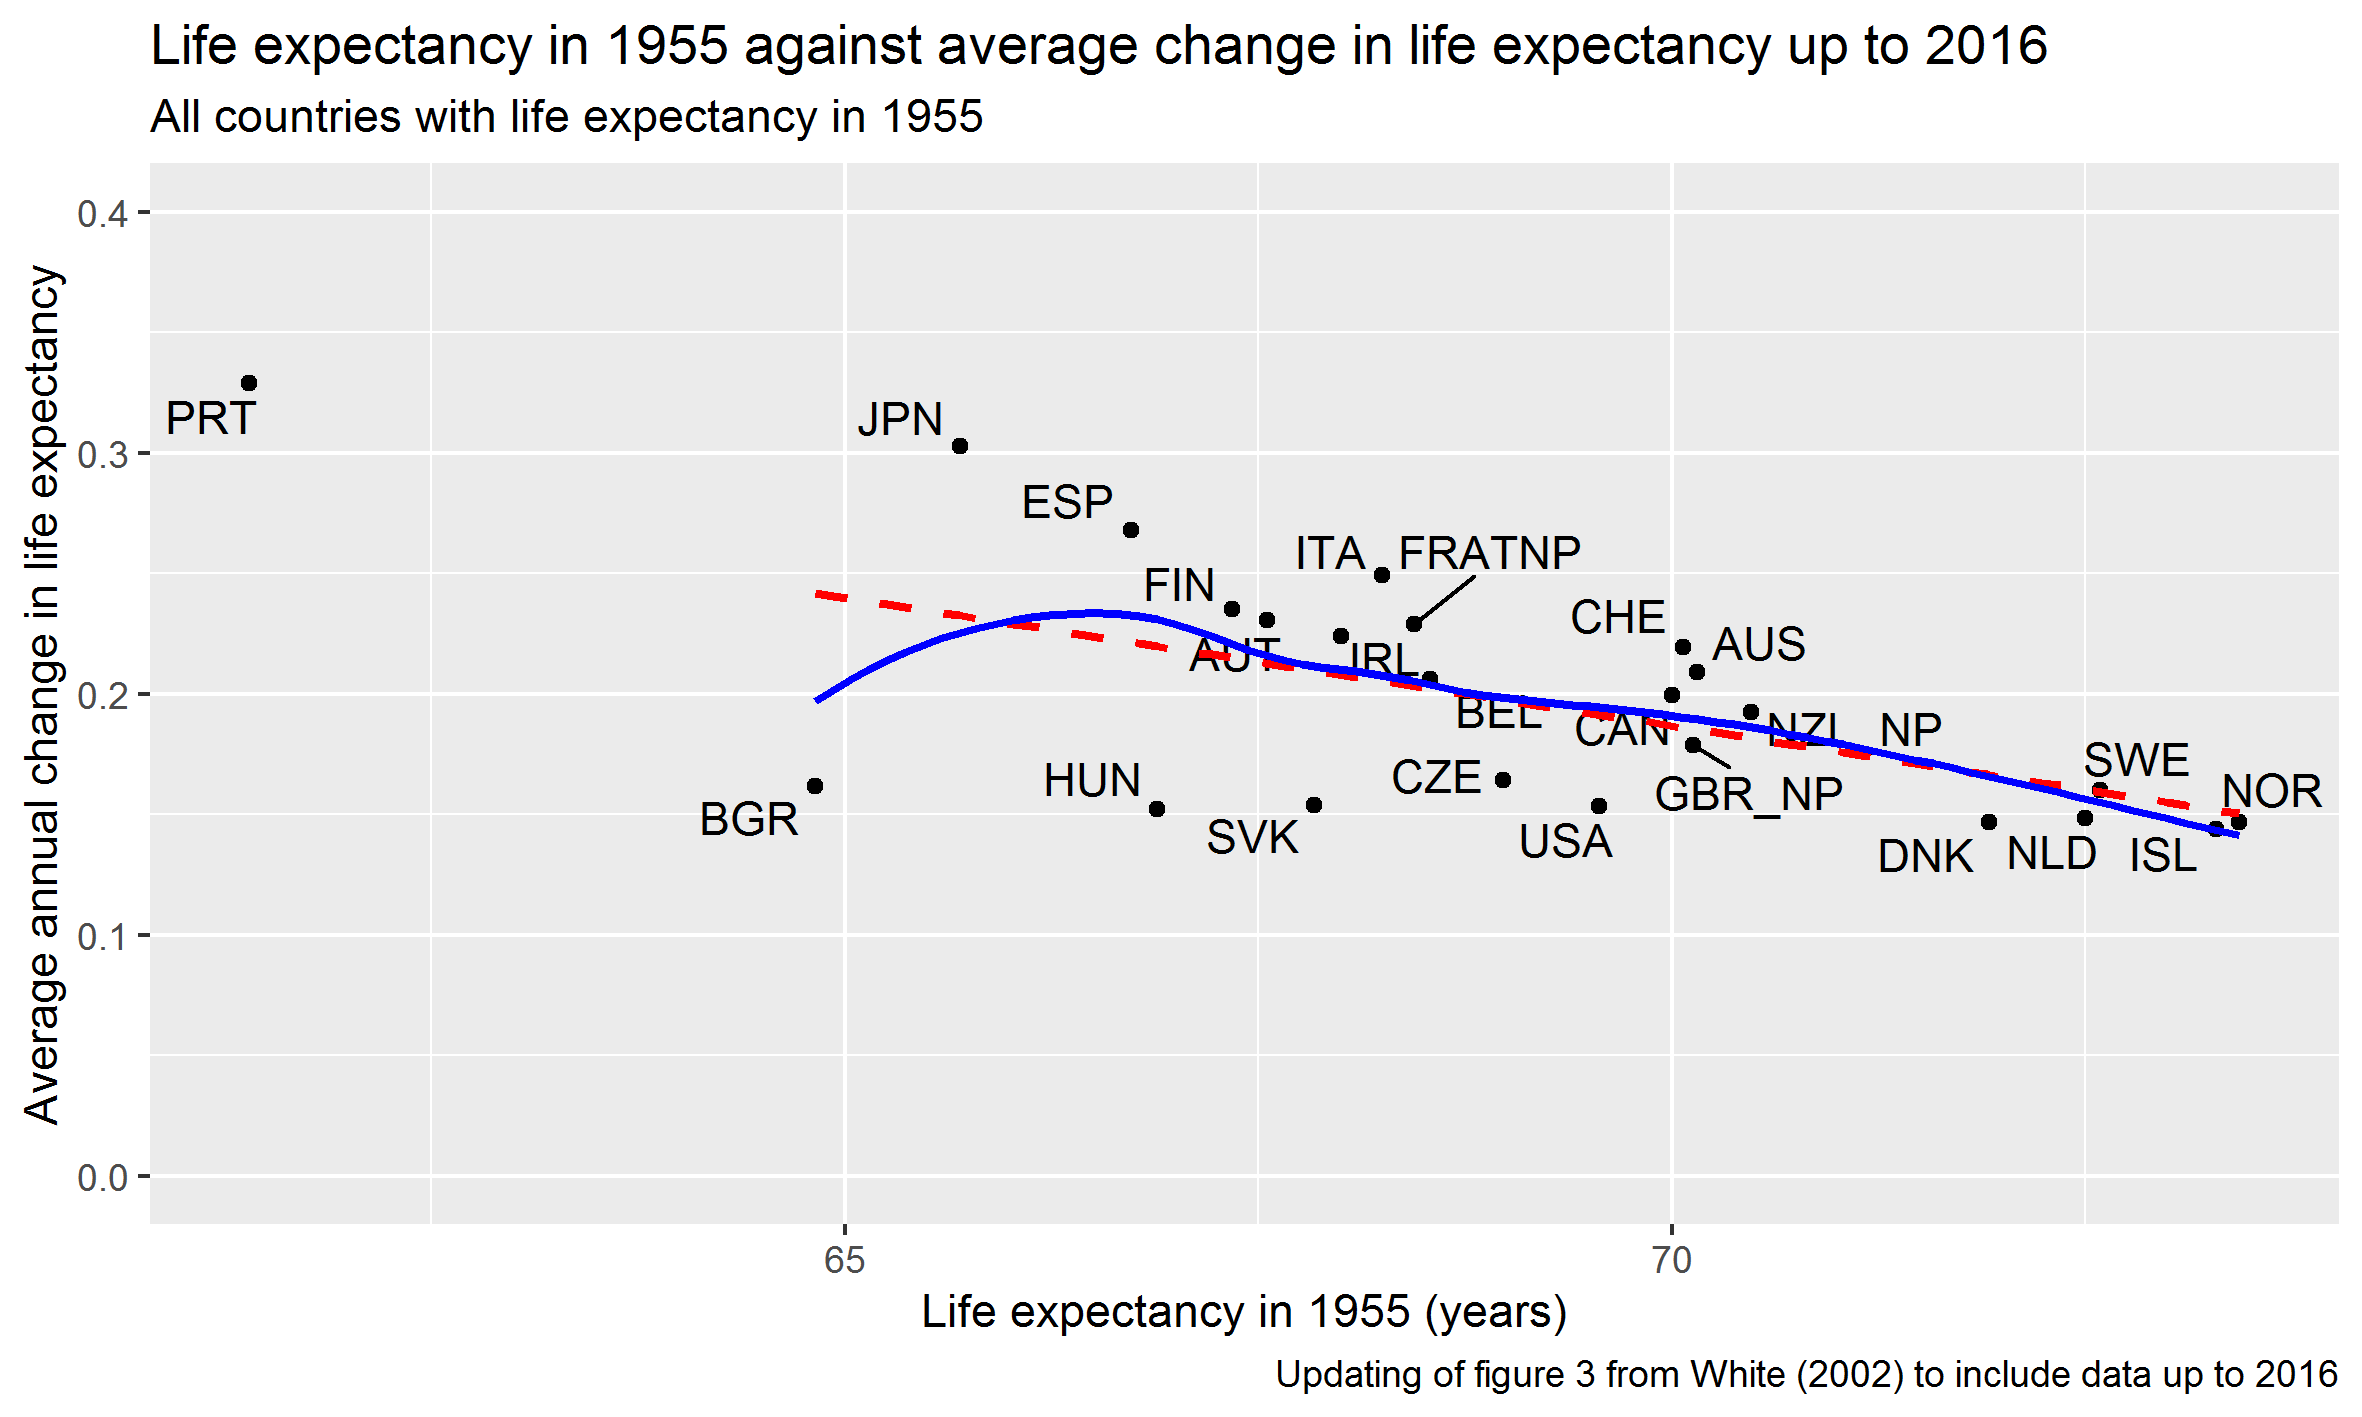 Life expectancy in 1955 against average change in life expectancy up to 2016
All countries with life expectancy in 1955
Average annual change in life expectancy
0.4
0.3
0.2
0.1
0.0
PRT
JPN
ESP
FIN
ITA
FRATNP
AUT
IRL
CHE
AUS
BEL
CAN
NZL_NP
BGR
HUN
SVK
CZE
USA
GBR_NP
SWE
NOR
DNK
NLD
ISL
65
70
Life expectancy in 1955 (years)
Updating of figure 3 from White (2002) to include data up to 2016